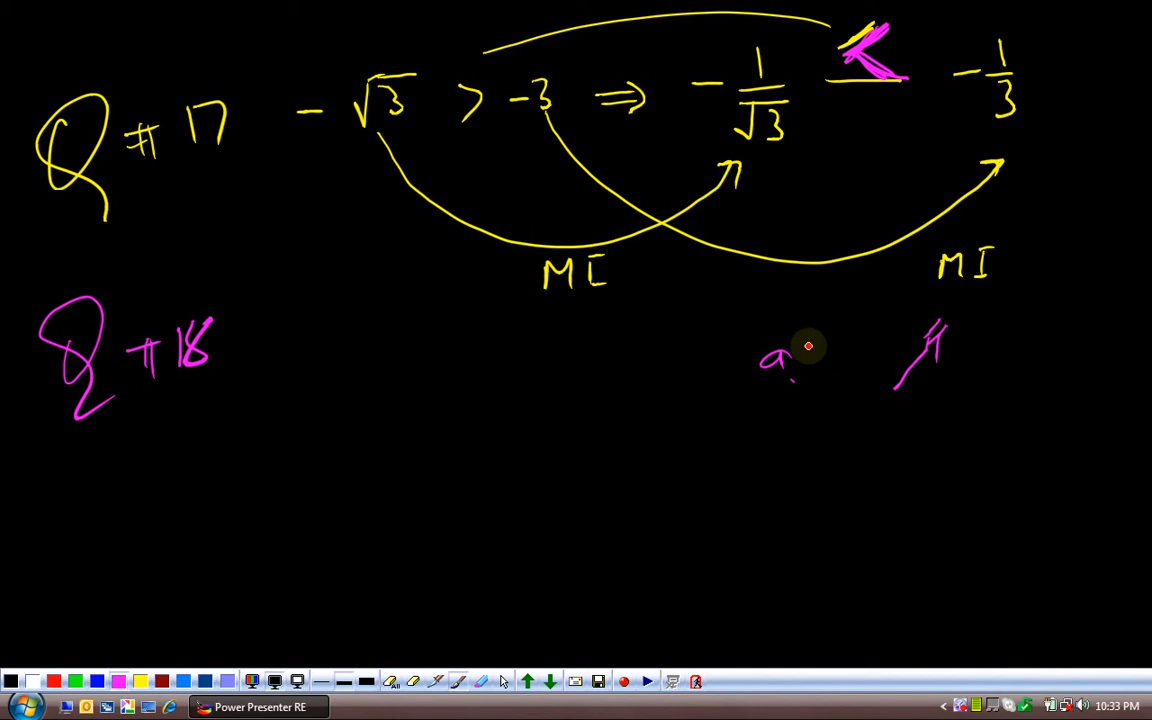 Q # 17 - √3 > -3 ⇒ - 1/√3 < - 1/3
MI MI
Q # 18 a
Power Presenter RE 10:33 PM